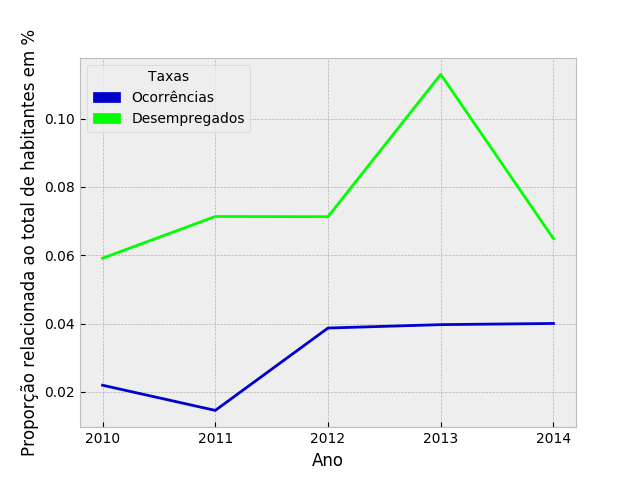 Proporção relacionada ao total de habitantes em %
Taxas
Ocorrências
Desempregados
0.10
0.08
0.06
0.04
0.02
2010 2011 2012 2013 2014
Ano